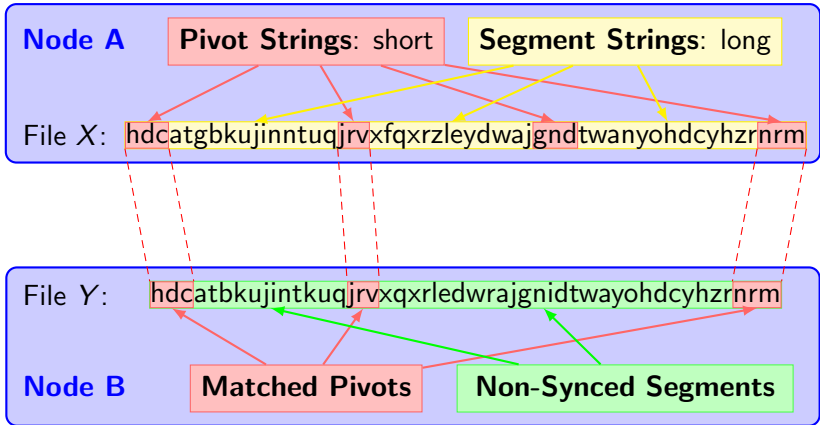 Node A
Pivot Strings: short
Segment Strings: long
File X: hdcatgbkujinntuqjrvxfqxrzleydwajgndtwanyohdcyhzrnrm
File Y: hdcatbkujintkuqjrvxqxrledwrajgnidtwayohdcyhzrnrm
Node B
Matched Pivots
Non-Synced Segments